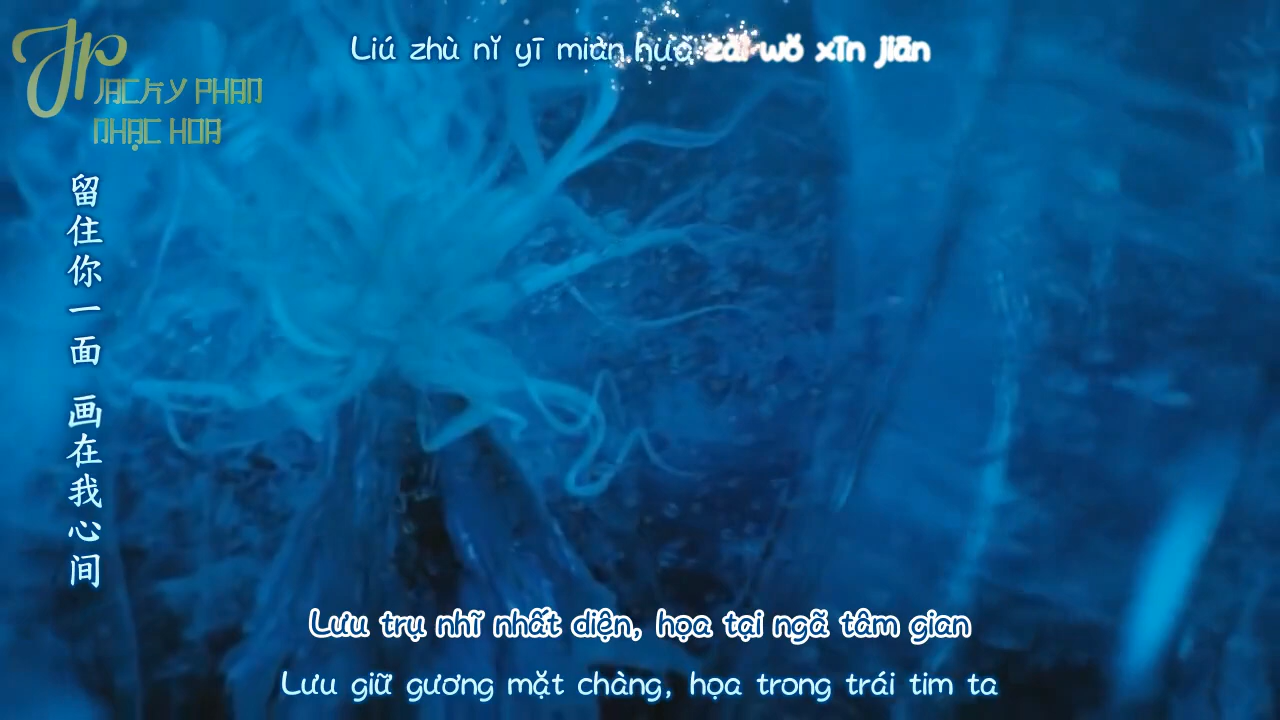 Liú zhù nǐ yī miàn huà zài wǒ xīn jiān
JP
JACKY PHAN
NHẠC HOA
留住你一面 画在我心间
Lưu trụ nhĩ nhất diện, họa tại ngã tâm gian
Lưu giữ gương mặt chàng, họa trong trái tim ta